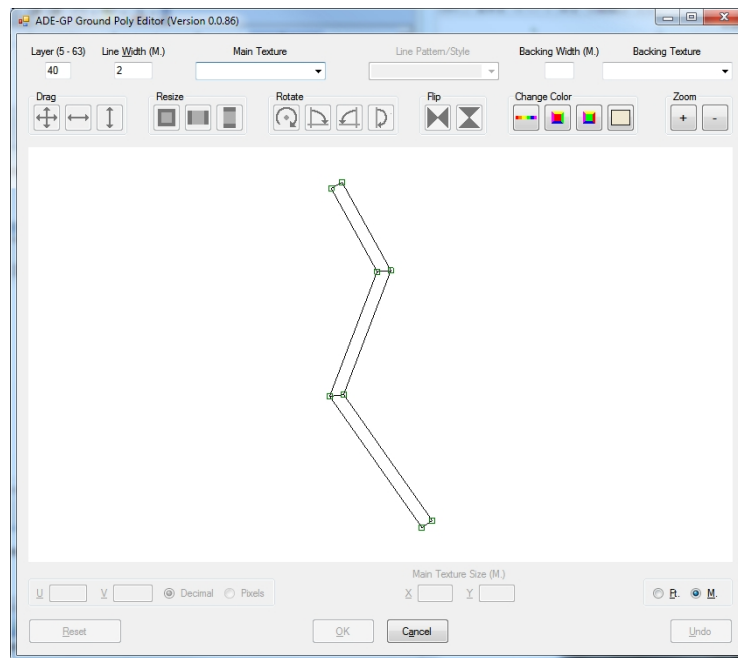 ADE-GP Ground Poly Editor (Version 0.0.86)
Layer (5 - 63) Line Width (M.) Main Texture Line Pattern/Style Backing Width (M.) Backing Texture
40 2
Drag Resize Rotate Flip Change Color Zoom
+ -
Main Texture Size (M.)
U V Decimal Pixels X Y Ft. M.
Reset OK Cancel Undo